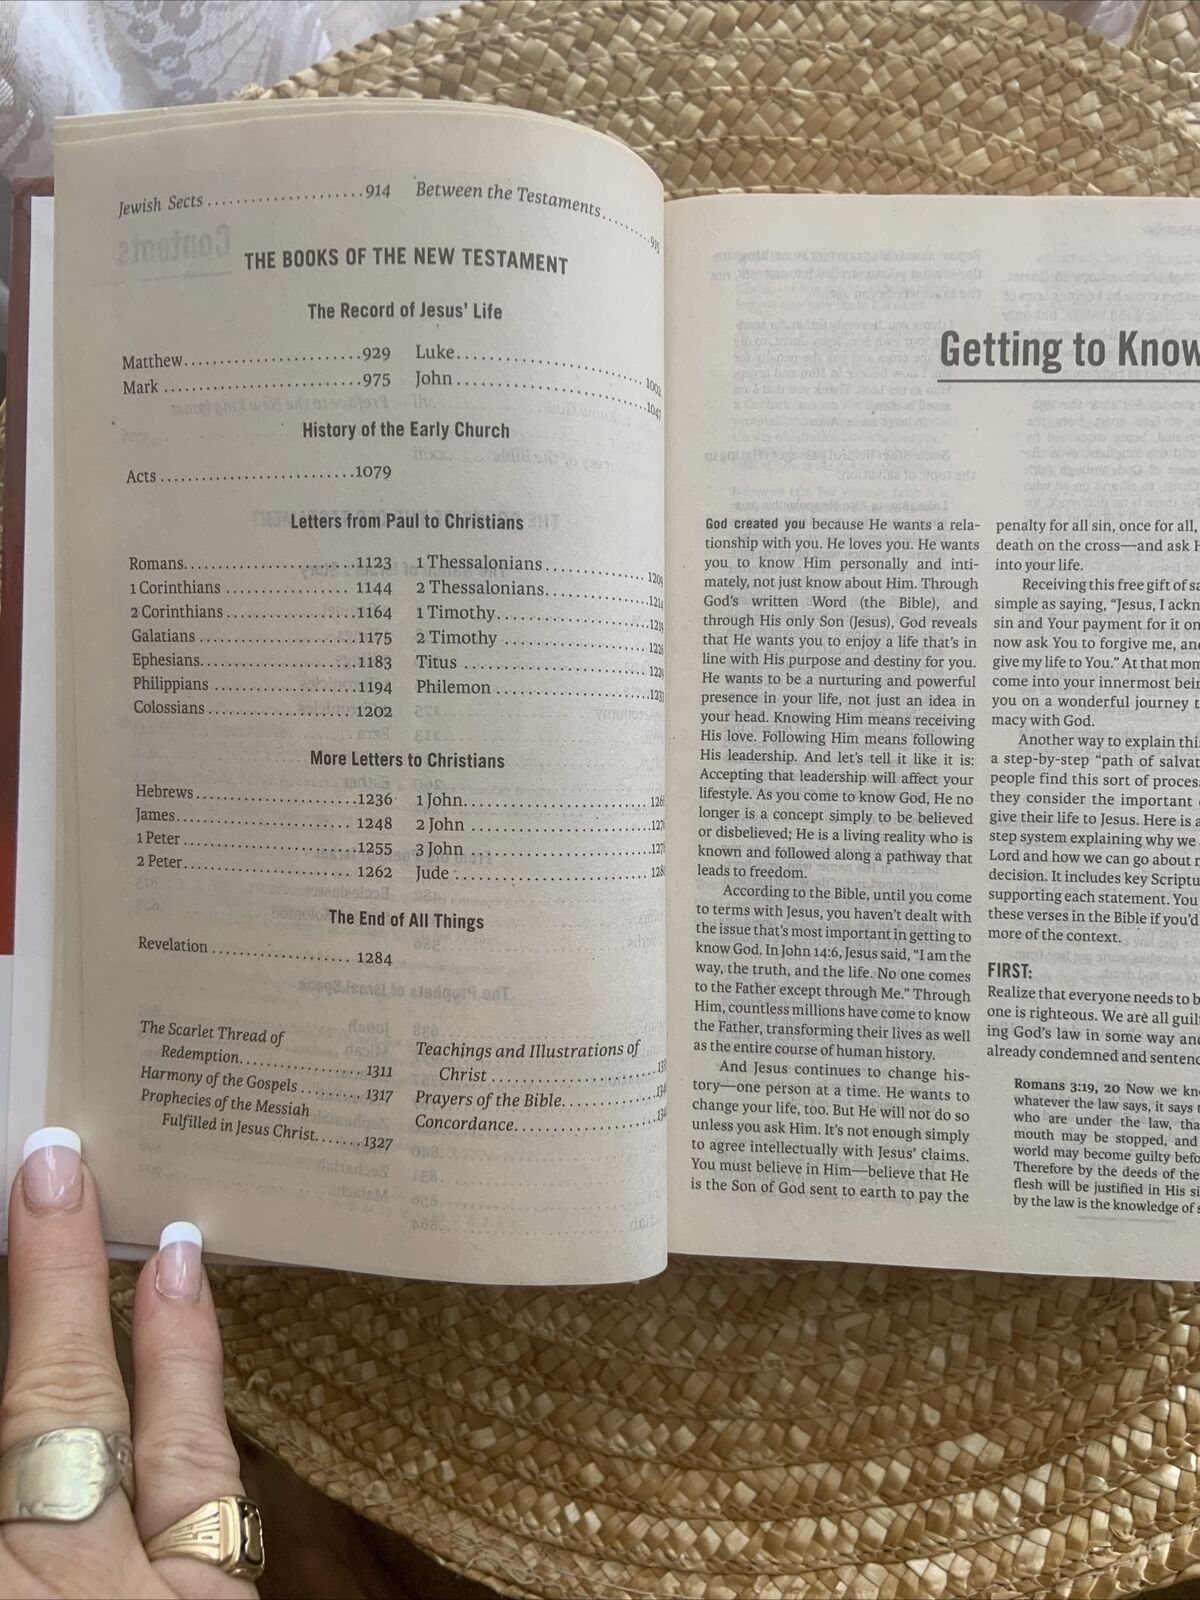 Jewish Sects ......................914
Between the Testaments........915
THE BOOKS OF THE NEW TESTAMENT
The Record of Jesus' Life
Matthew..........................929
Mark .............................975
Luke..............................1002
John..............................1047
History of the Early Church
Acts .............................1079
Letters from Paul to Christians
Romans..........................1123
1 Corinthians ................... 1144
2 Corinthians ...................1164
Galatians .......................1175
Ephesians.......................1183
Philippians .....................1194
Colossians ..................... 1202
1 Thessalonians
2 Thessalonians
1 Timothy
2 Timothy
Titus
Philemon
More Letters to Christians
Hebrews.........................1236
James........................... 1248
1 Peter..........................1255
2 Peter..........................1262
1 John
2 John
3 John
Jude
The End of All Things
Revelation ..................... 1284
The Scarlet Thread of
Redemption.................. 1311
Harmony of the Gospels ......... 1317
Prophecies of the Messiah
Fulfilled in Jesus Christ.......1327
Teachings and Illustrations of
Christ
Prayers of the Bible
Concordance
Getting to Know
God created you because He wants a rela-
tionship with you. He loves you. He wants
you to know Him personally and inti-
mately, not just know about Him. Through
God's written Word (the Bible), and
through His only Son (Jesus), God reveals
that He wants you to enjoy a life that's in
line with His purpose and destiny for you.
He wants to be a nurturing and powerful
presence in your life, not just an idea in
your head. Knowing Him means receiving
His love. Following Him means following
His leadership. And let's tell it like it is:
Accepting that leadership will affect your
lifestyle. As you come to know God, He no
longer is a concept simply to be believed
or disbelieved; He is a living reality who is
known and followed along a pathway that
leads to freedom.
According to the Bible, until you come
to terms with Jesus, you haven't dealt with
the issue that's most important in getting to
know God. In John 14:6, Jesus said, "I am the
way, the truth, and the life. No one comes
to the Father except through Me." Through
Him, countless millions have come to know
the Father, transforming their lives as well
as the entire course of human history.
And Jesus continues to change his-
tory—one person at a time. He wants to
change your life, too. But He will not do so
unless you ask Him. It's not enough simply
to agree intellectually with Jesus' claims.
You must believe in Him—believe that He
is the Son of God sent to earth to pay the
penalty for all sin, once for all,
death on the cross—and ask H
into your life.
Receiving this free gift of sa
simple as saying, "Jesus, I ackn
sin and Your payment for it on
now ask You to forgive me, and
give my life to You." At that mom
come into your innermost bein
you on a wonderful journey t
macy with God.
Another way to explain this
a step-by-step "path of salvat
people find this sort of proces
they consider the important
give their life to Jesus. Here is a
step system explaining why we
Lord and how we can go about
decision. It includes key Scriptu
supporting each statement. You
these verses in the Bible if you'd
more of the context.
FIRST:
Realize that everyone needs to b
one is righteous. We are all guilt
ing God's law in some way and
already condemned and sentenc
Romans 3:19, 20 Now we kn
whatever the law says, it says
who are under the law, tha
mouth may be stopped, and
world may become guilty befo
Therefore by the deeds of the
flesh will be justified in His si
by the law is the knowledge of s